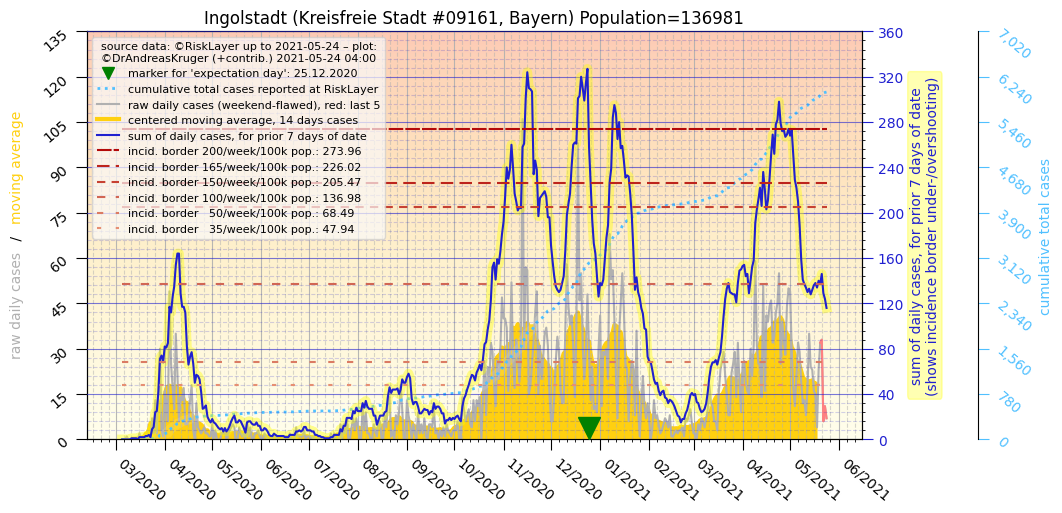 Ingolstadt (Kreisfreie Stadt #09161, Bayern) Population=136981
source data: ©RiskLayer up to 2021-05-24 – plot:
©DrAndreasKruger (+contrib.) 2021-05-24 04:00
marker for 'expectation day': 25.12.2020
cumulative total cases reported at RiskLayer
raw daily cases (weekend-flawed), red: last 5
centered moving average, 14 days cases
sum of daily cases, for prior 7 days of date
incid. border 200/week/100k pop.: 273.96
incid. border 165/week/100k pop.: 226.02
incid. border 150/week/100k pop.: 205.47
incid. border 100/week/100k pop.: 136.98
incid. border 50/week/100k pop.: 68.49
incid. border 35/week/100k pop.: 47.94
raw daily cases / moving average
135
120
105
90
75
60
45
30
15
0
03/2020
04/2020
05/2020
06/2020
07/2020
08/2020
09/2020
10/2020
11/2020
12/2020
01/2021
02/2021
03/2021
04/2021
05/2021
06/2021
360
320
280
240
200
160
120
80
40
0
sum of daily cases, for prior 7 days of date
(shows incidence border under-/overshooting)
7,020
6,240
5,460
4,680
3,900
3,120
2,340
1,560
780
0
cumulative total cases